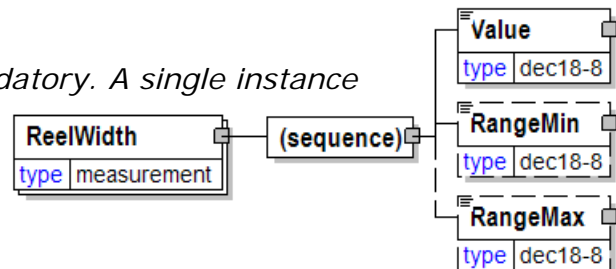 Value
type dec18-8
datory. A single instance
ReelWidth
type measurement
(sequence)
RangeMin
type dec18-8
RangeMax
type dec18-8